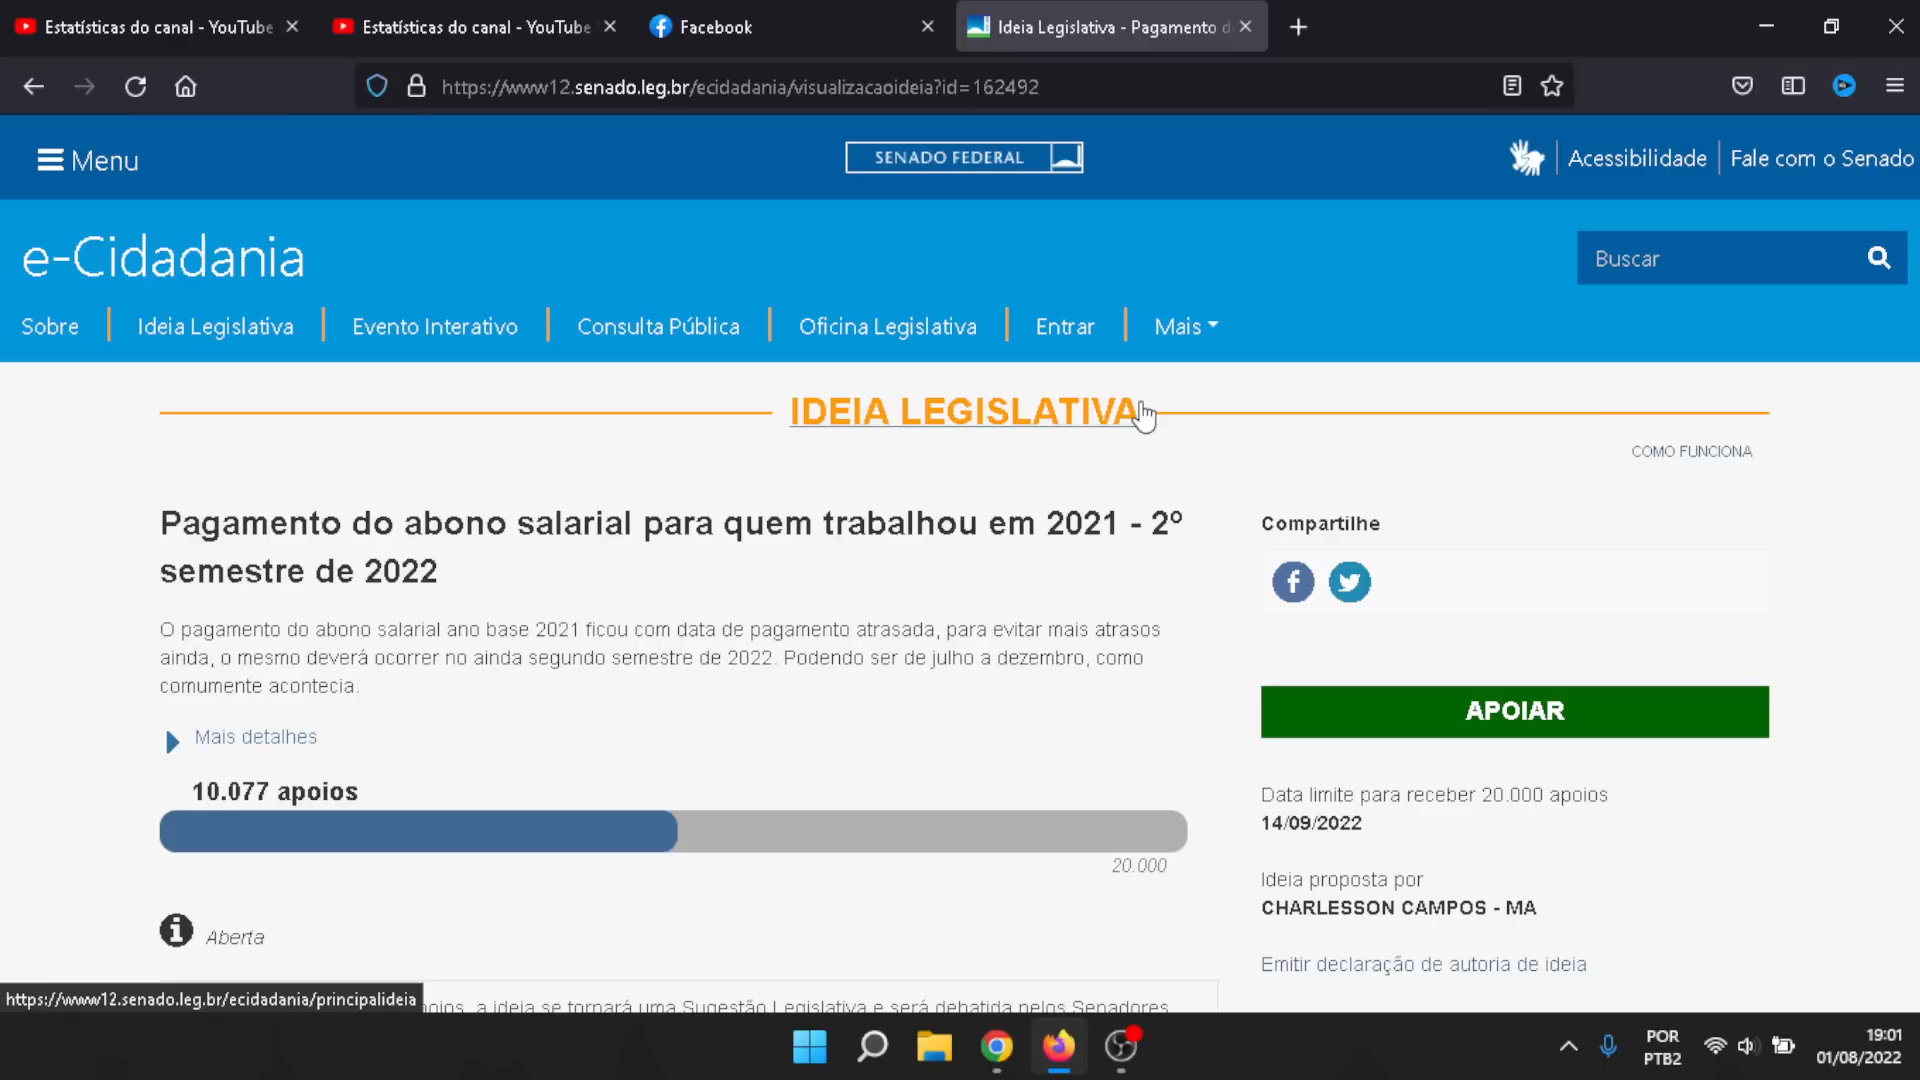 Estatísticas do canal - YouTube
Estatísticas do canal - YouTube
Facebook
Ideia Legislativa - Pagamento d
https://www12.senado.leg.br/ecidadania/visualizacaoideia?id=162492
Menu
SENADO FEDERAL
Acessibilidade
Fale com o Senado
e-Cidadania
Buscar
Sobre
Ideia Legislativa
Evento Interativo
Consulta Pública
Oficina Legislativa
Entrar
Mais
IDEIA LEGISLATIVA
COMO FUNCIONA
Pagamento do abono salarial para quem trabalhou em 2021 - 2º
semestre de 2022
O pagamento do abono salarial ano base 2021 ficou com data de pagamento atrasada, para evitar mais atrasos
ainda, o mesmo deverá ocorrer no ainda segundo semestre de 2022. Podendo ser de julho a dezembro, como
comumente acontecia.
Mais detalhes
10.077 apoios
20.000
Aberta
Compartilhe
APOIAR
Data limite para receber 20.000 apoios
14/09/2022
Ideia proposta por
CHARLESSON CAMPOS - MA
Emitir declaração de autoria de ideia
https://www12.senado.leg.br/ecidadania/principalideia
apoios, a ideia se tornará uma Sugestão Legislativa e será debatida pelos Senadores
POR
PTB2
19:01
01/08/2022